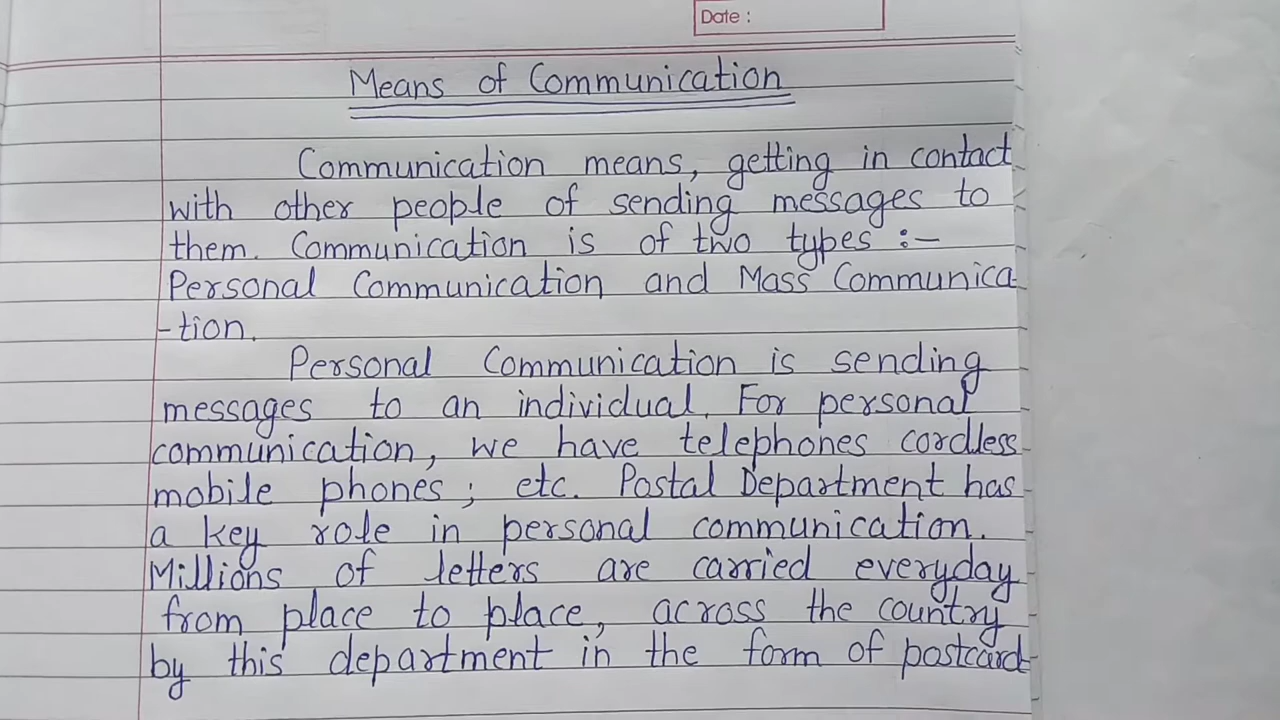 Date :
Means of Communication
Communication means, getting in contact
with other people of sending messages to
them. Communication is of two types :-
Personal Communication and Mass Communica-
-tion.
Personal Communication is sending
messages to an individual. For personal
communication, we have telephones cordless
mobile phones ; etc. Postal Department has
a key role in personal communication.
Millions of letters are carried everyday
from place to place, across the country
by this department in the form of postcard-